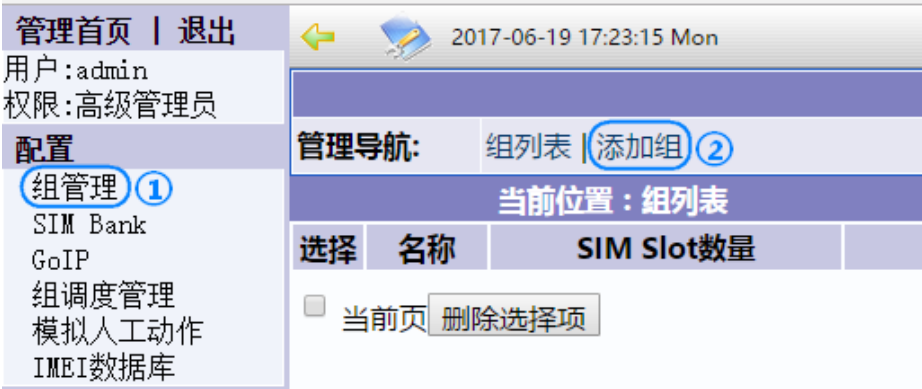 管理首页 | 退出
用户:admin
权限:高级管理员
配置
组管理 1
SIM Bank
GoIP
组调度管理
模拟人工动作
IMEI数据库
2017-06-19 17:23:15 Mon
管理导航: 组列表 | 添加组 2
当前位置：组列表
选择 名称 SIM Slot数量
当前页 删除选择项